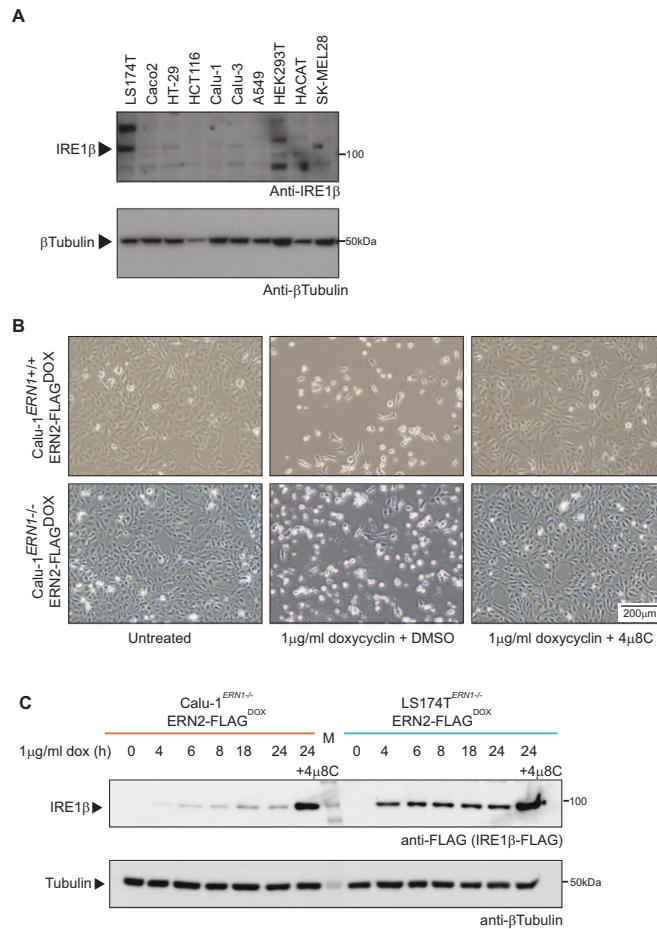 A
LS174T
Caco2
HT-29
HCT116
Calu-1
Calu-3
A549
HEK293T
HACAT
SK-MEL28
IRE1β
100
Anti-IRE1β
βTubulin
50kDa
Anti-βTubulin
B
Calu-1ERN1+/+
ERN2-FLAGDOX
Calu-1ERN1-/-
ERN2-FLAGDOX
200µm
Untreated
1µg/ml doxycyclin + DMSO
1µg/ml doxycyclin + 4µ8C
C
Calu-1ERN1-/-
ERN2-FLAGDOX
M
LS174TERN1-/-
ERN2-FLAGDOX
1µg/ml dox (h) 0 4 6 8 18 24 24 0 4 6 8 18 24 24
+4µ8C +4µ8C
IRE1β
100
anti-FLAG (IRE1β-FLAG)
Tubulin
50kDa
anti-βTubulin